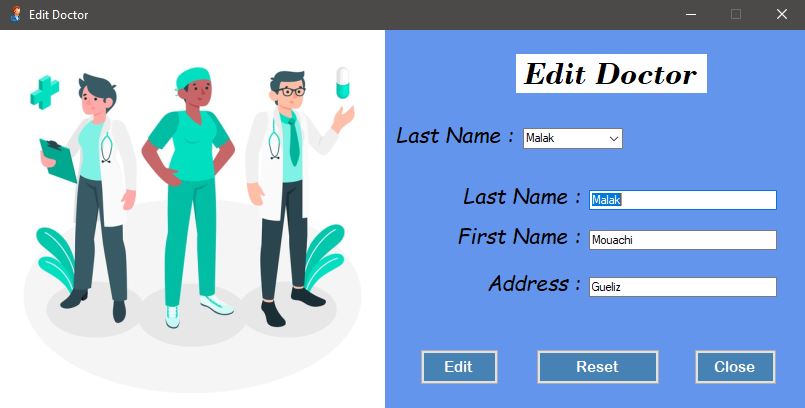 Edit Doctor
Edit Doctor
Last Name : Malak
Last Name : Malak
First Name : Mouachi
Address : Gueliz
Edit Reset Close